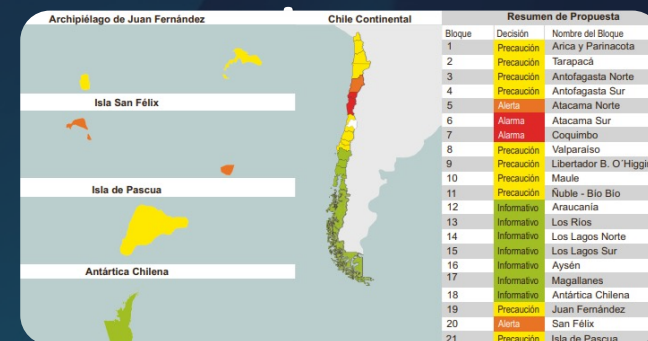 Archipiélago de Juan Fernández
Isla San Félix
Isla de Pascua
Antártica Chilena
Chile Continental
Resumen de Propuesta
Bloque Decisión Nombre del Bloque
1 Precaución Arica y Parinacota
2 Precaución Tarapacá
3 Precaución Antofagasta Norte
4 Precaución Antofagasta Sur
5 Alerta Atacama Norte
6 Alarma Atacama Sur
7 Alarma Coquimbo
8 Precaución Valparaíso
9 Precaución Libertador B. O´Higgi
10 Precaución Maule
11 Precaución Ñuble - Bío Bío
12 Informativo Araucanía
13 Informativo Los Ríos
14 Informativo Los Lagos Norte
15 Informativo Los Lagos Sur
16 Informativo Aysén
17 Informativo Magallanes
18 Informativo Antártica Chilena
19 Precaución Juan Fernández
20 Alerta San Félix
21 Precaución Isla de Pascua